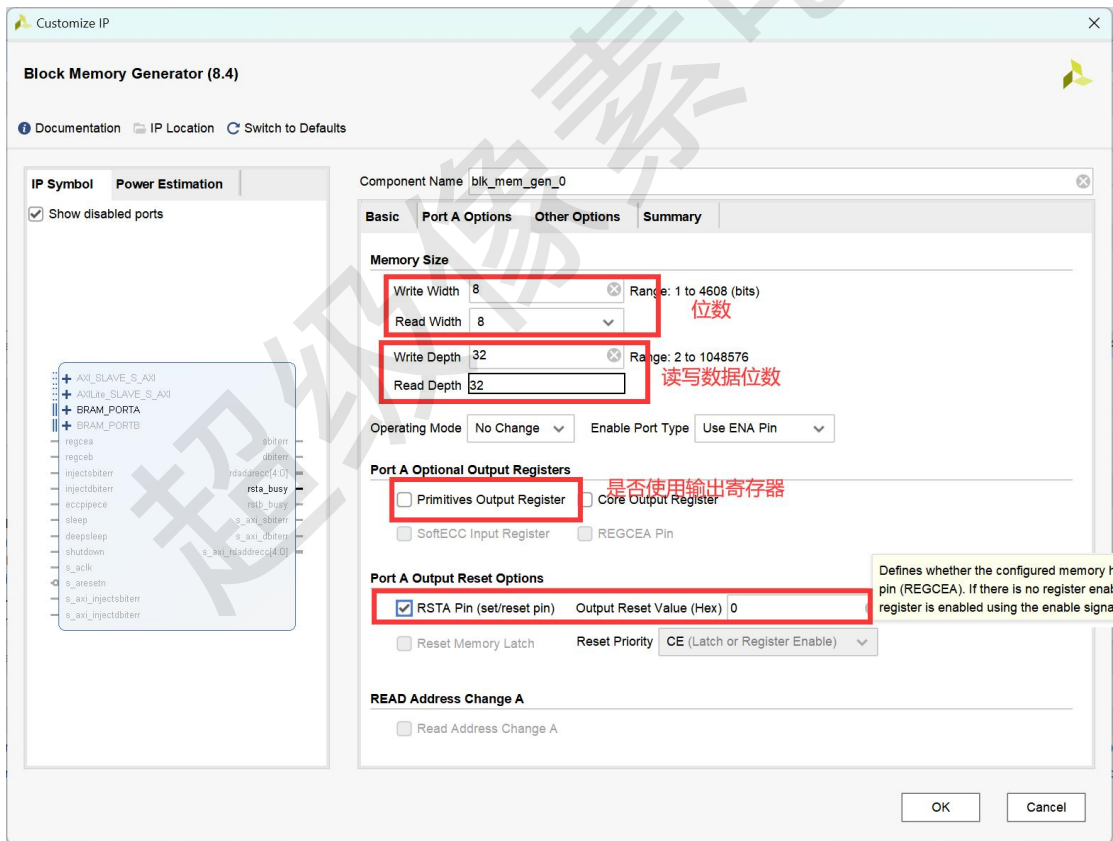 Customize IP
Block Memory Generator (8.4)
Documentation IP Location Switch to Defaults
IP Symbol Power Estimation
Show disabled ports
AXI_SLAVE_S_AXI
AXILite_SLAVE_S_AXI
BRAM_PORTA
BRAM_PORTB
regcea sbiterr
regceb dbiterr
injectsbiterr rdaddrecc[4:0]
injectdbiterr rsta_busy
eccpipece rstb_busy
sleep s_axi_sbiterr
deepsleep s_axi_dbiterr
shutdown s_axi_rdaddrecc[4:0]
s_aclk
s_aresetn
s_axi_injectsbiterr
s_axi_injectdbiterr
Component Name blk_mem_gen_0
Basic Port A Options Other Options Summary
Memory Size
Write Width 8 Range: 1 to 4608 (bits)
位数
Read Width 8
Write Depth 32 Range: 2 to 1048576
读写数据位数
Read Depth 32
Operating Mode No Change Enable Port Type Use ENA Pin
Port A Optional Output Registers
是否使用输出寄存器
Primitives Output Register Core Output Register
SoftECC Input Register REGCEA Pin
Port A Output Reset Options
RSTA Pin (set/reset pin) Output Reset Value (Hex) 0
Reset Memory Latch Reset Priority CE (Latch or Register Enable)
Defines whether the configured memory h
pin (REGCEA). If there is no register enab
register is enabled using the enable signa
READ Address Change A
Read Address Change A
OK Cancel
超级像素